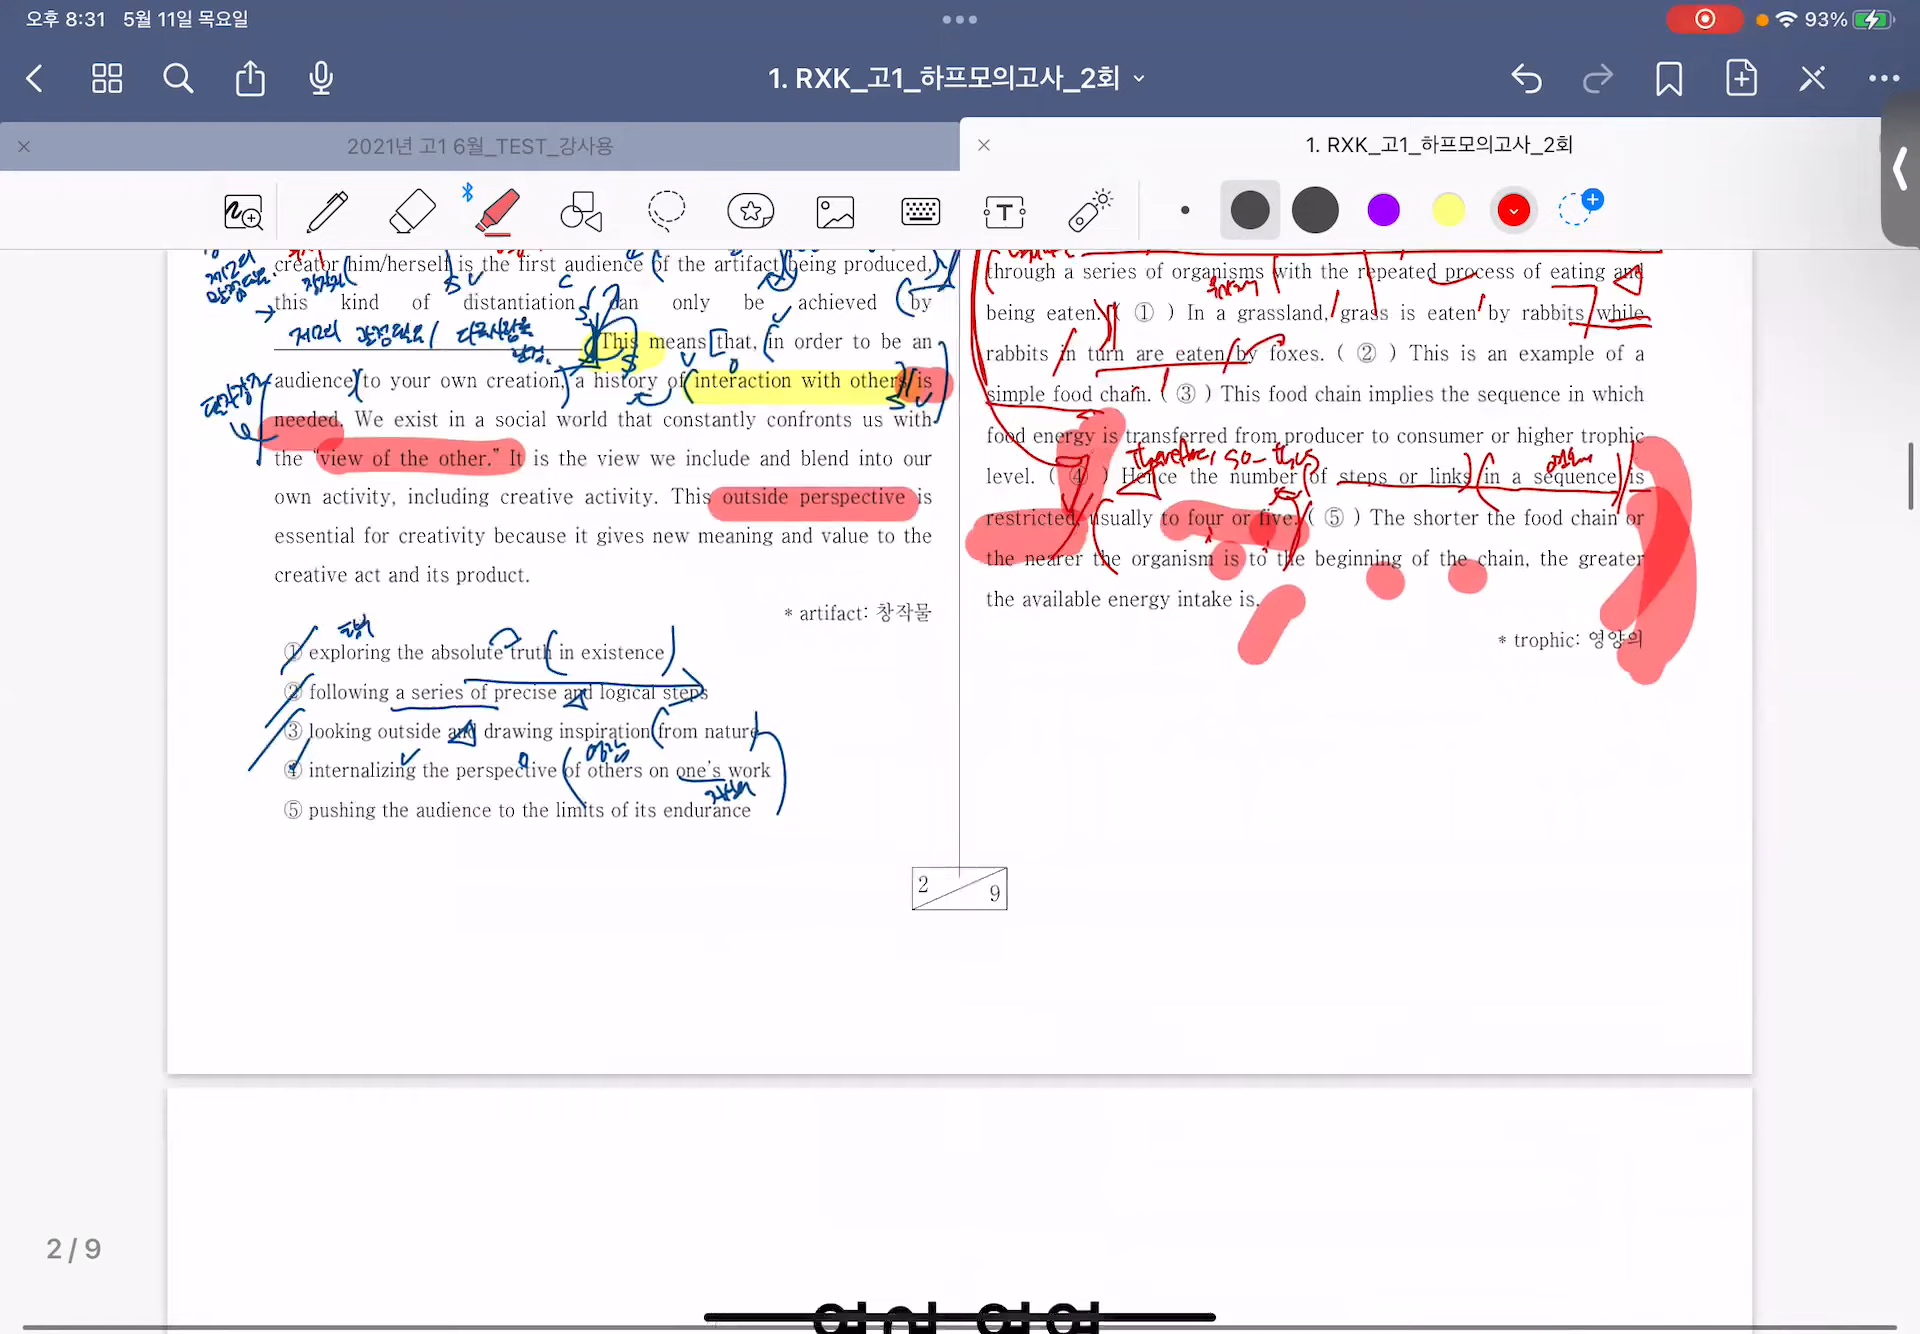 오후 8:31 5월 11일 목요일
93%
1. RXK_고1_하프모의고사_2회
2021년 고1 6월_TEST_강사용
1. RXK_고1_하프모의고사_2회
creator him/herself is the first audience of the artifact being produced,
this kind of distantiation can only be achieved by
This means that, in order to be an
audience to your own creation, a history of interaction with others is
needed. We exist in a social world that constantly confronts us with
the "view of the other." It is the view we include and blend into our
own activity, including creative activity. This outside perspective is
essential for creativity because it gives new meaning and value to the
creative act and its product.
* artifact: 창작물
① exploring the absolute truth in existence
② following a series of precise and logical steps
③ looking outside and drawing inspiration from nature
④ internalizing the perspective of others on one's work
⑤ pushing the audience to the limits of its endurance
through a series of organisms with the repeated process of eating and
being eaten. ( ① ) In a grassland, grass is eaten by rabbits while
rabbits in turn are eaten by foxes. ( ② ) This is an example of a
simple food chain. ( ③ ) This food chain implies the sequence in which
food energy is transferred from producer to consumer or higher trophic
therefore, so - thus
level. ( ④ ) Hence the number of steps or links in a sequence is
restricted, usually to four or five. ( ⑤ ) The shorter the food chain or
the nearer the organism is to the beginning of the chain, the greater
the available energy intake is.
* trophic: 영양의
2 9
2 / 9